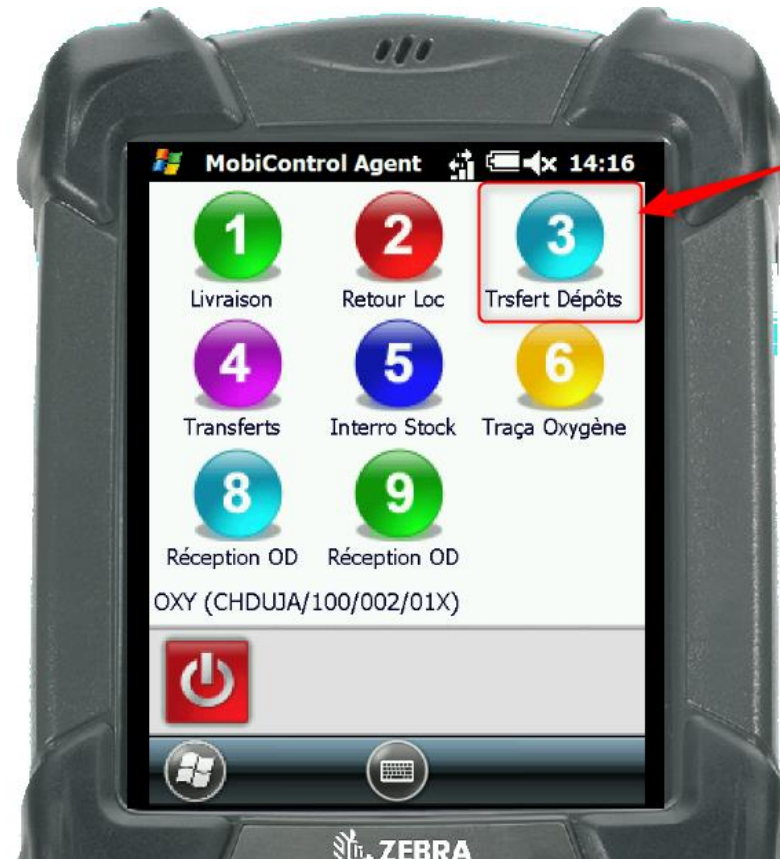 MobiControl Agent 14:16
1 2 3
Livraison Retour Loc Trsfert Dépôts
4 5 6
Transferts Interro Stock Traça Oxygène
8 9
Réception OD Réception OD
OXY (CHDUJA/100/002/01X)
ZEBRA